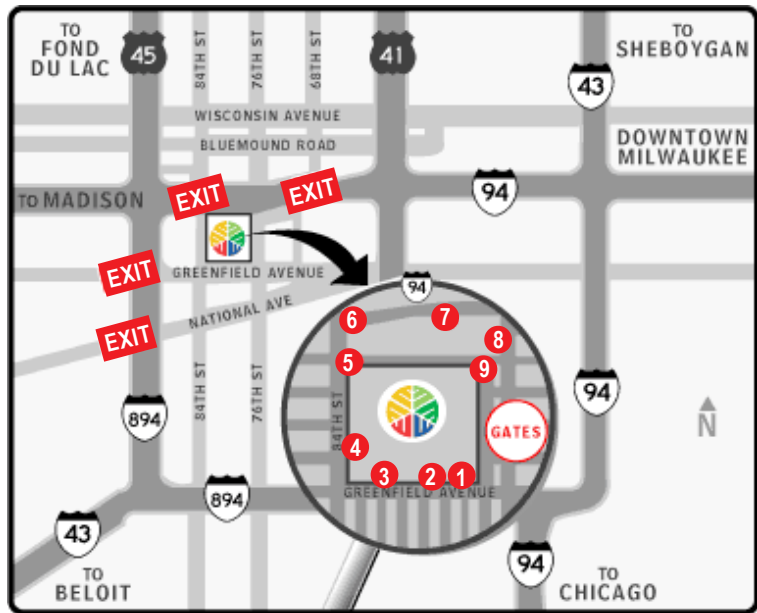 TO
FOND
DU LAC
45
84TH ST
76TH ST
68TH ST
41
TO
SHEBOYGAN
43
WISCONSIN AVENUE
BLUEMOUND ROAD
DOWNTOWN
MILWAUKEE
TO MADISON
EXIT
EXIT
94
EXIT
GREENFIELD AVENUE
NATIONAL AVE
EXIT
94
6
7
8
5
9
84TH ST
84TH ST
76TH ST
894
94
GATES
N
4
3
2
1
GREENFIELD AVENUE
894
43
94
TO
BELOIT
TO
CHICAGO